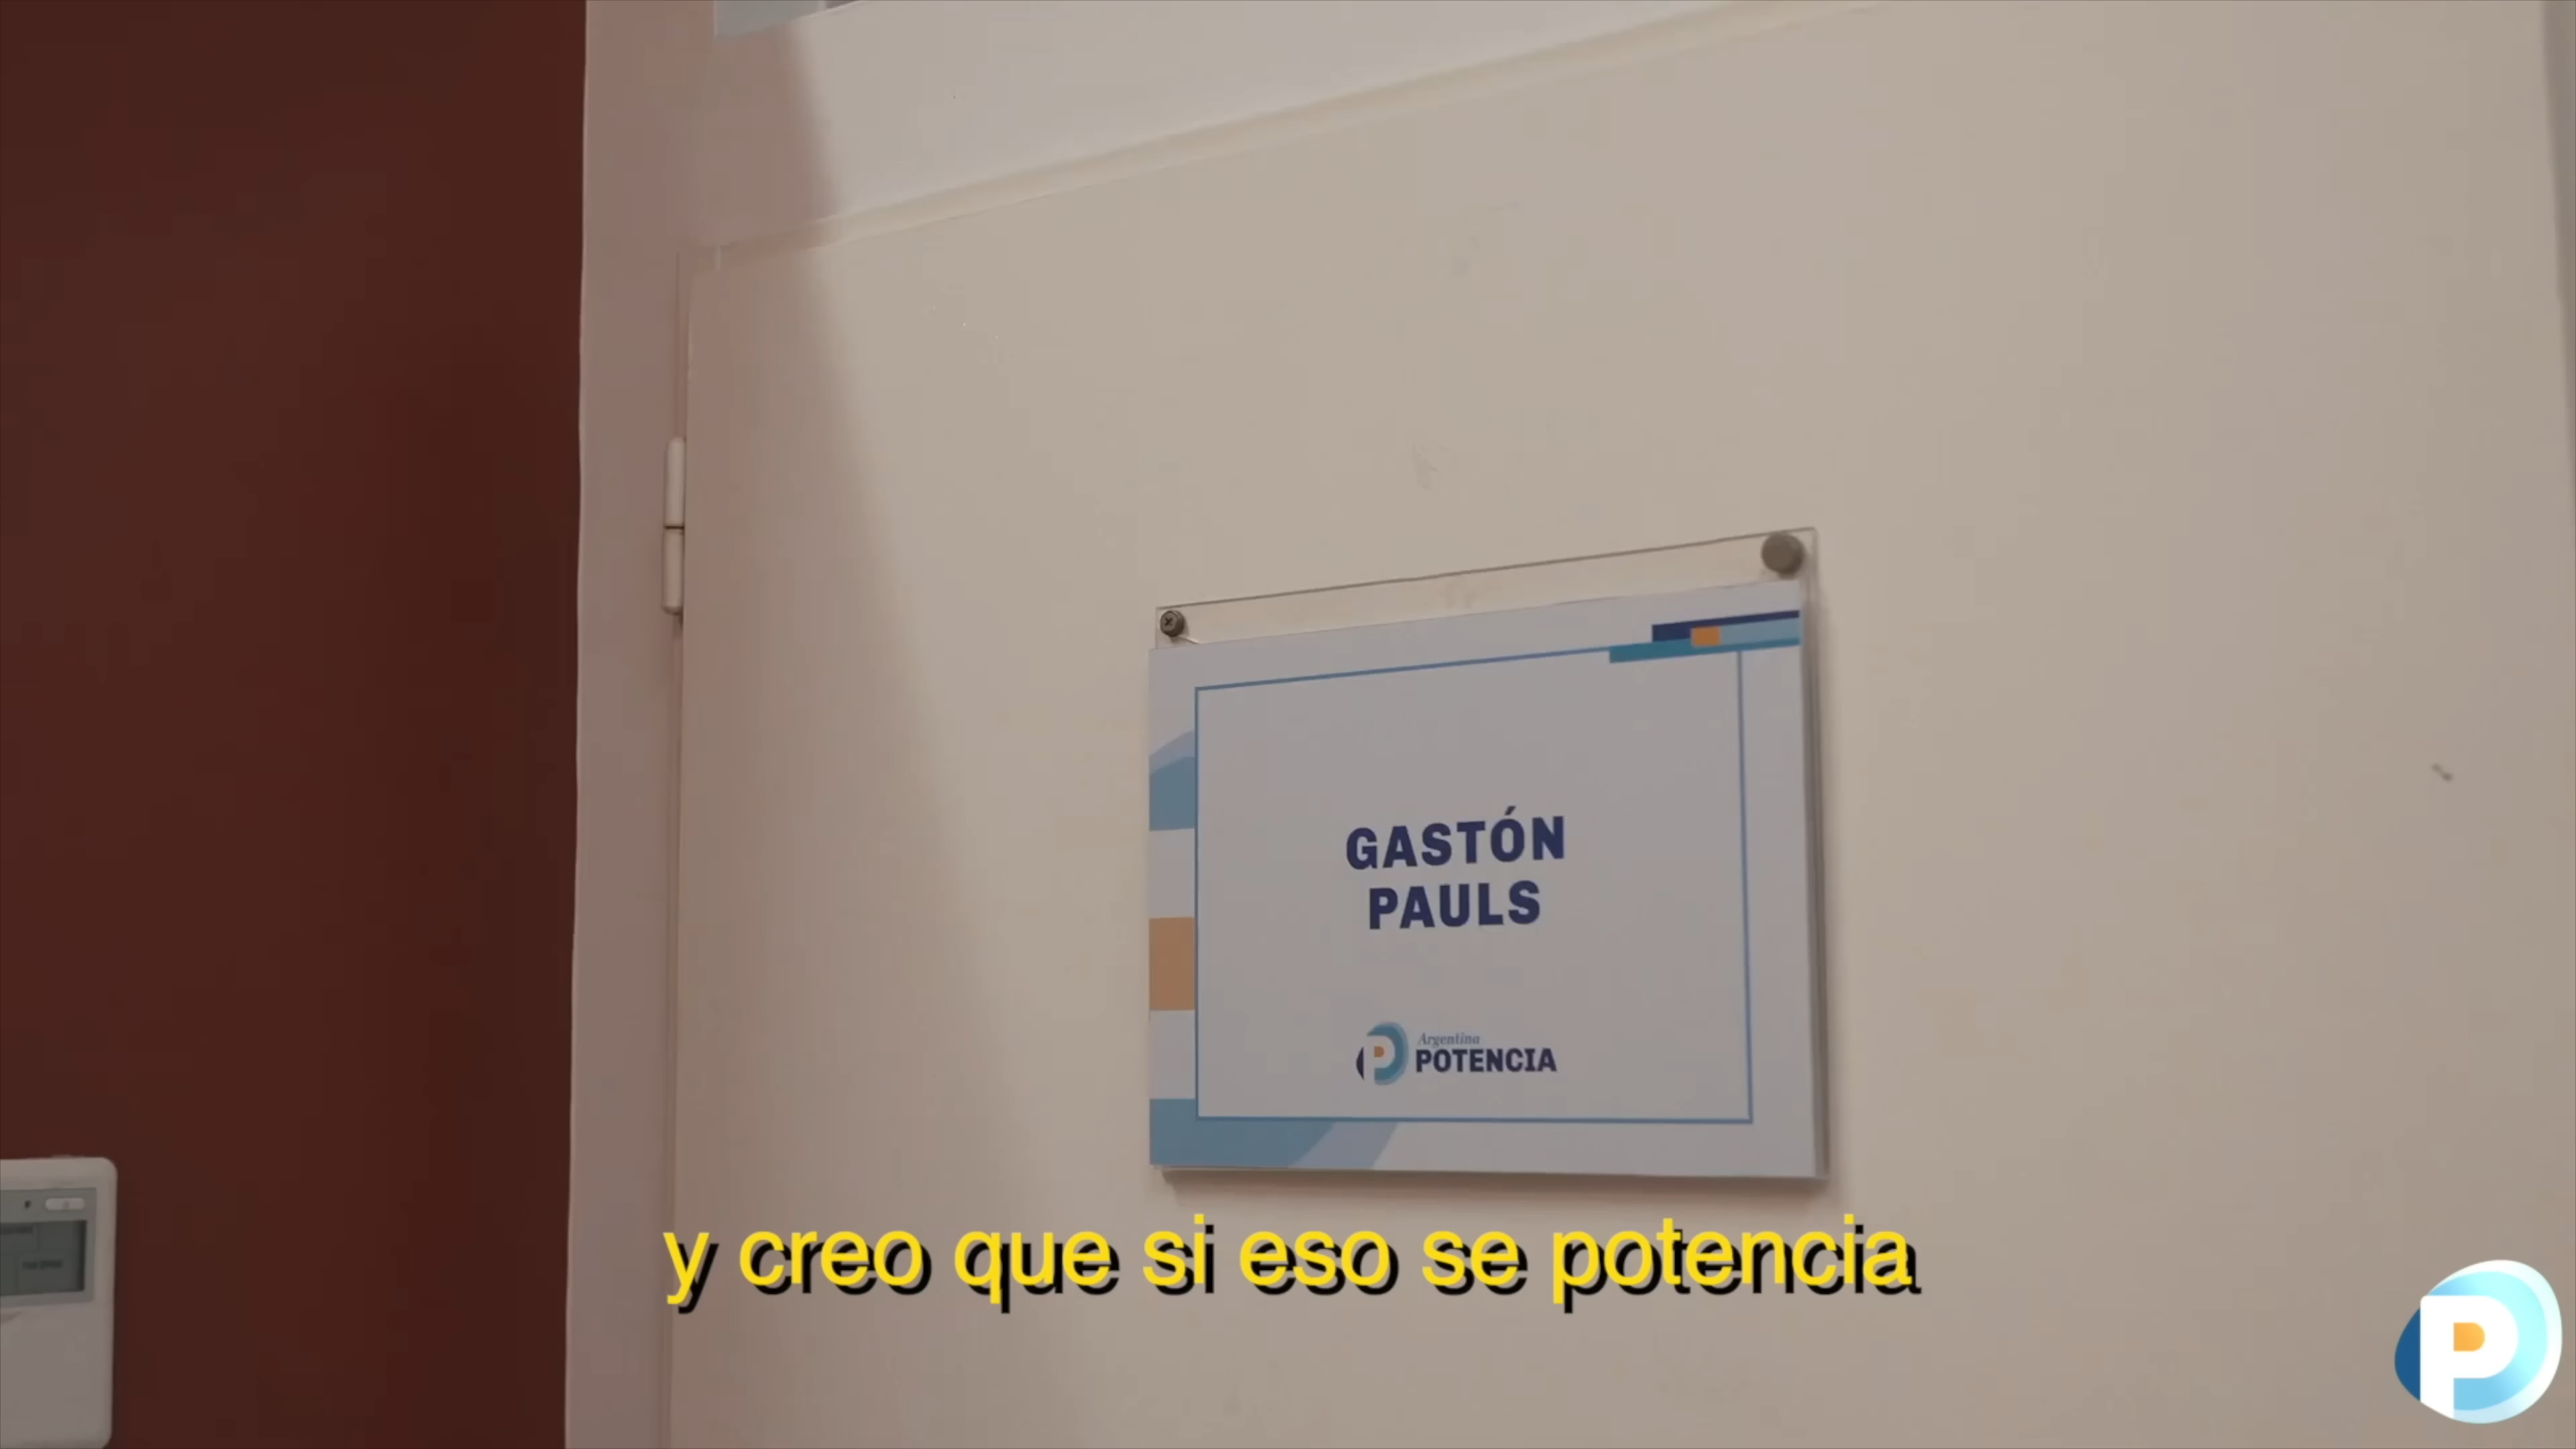 GASTÓN
PAULS
Argentina
POTENCIA
y creo que si eso se potencia